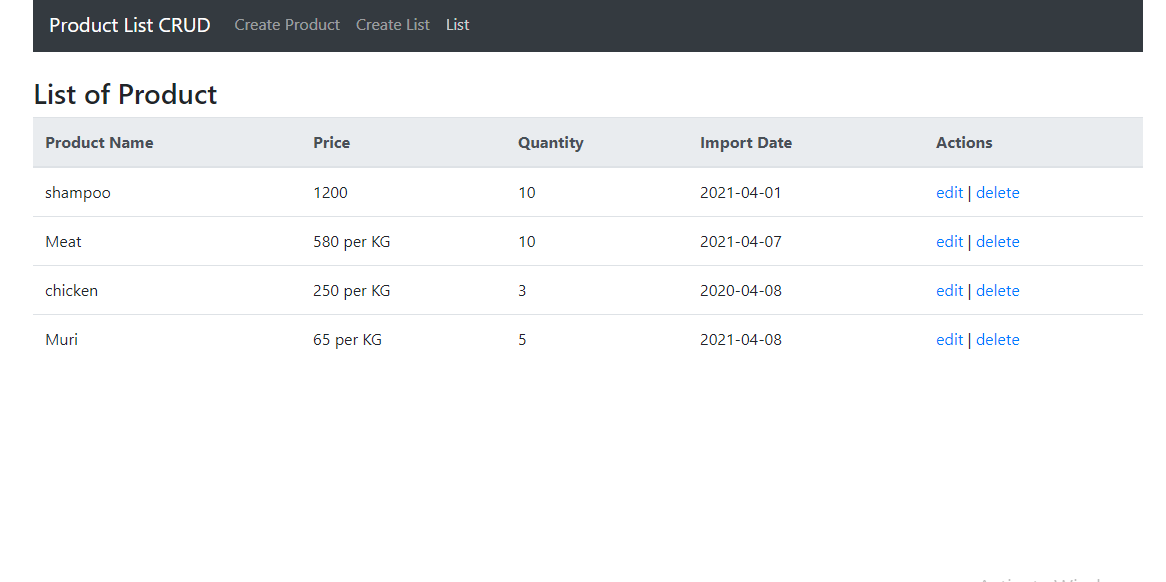 Product List CRUD Create Product Create List List
List of Product
Product Name Price Quantity Import Date Actions
shampoo 1200 10 2021-04-01 edit | delete
Meat 580 per KG 10 2021-04-07 edit | delete
chicken 250 per KG 3 2020-04-08 edit | delete
Muri 65 per KG 5 2021-04-08 edit | delete